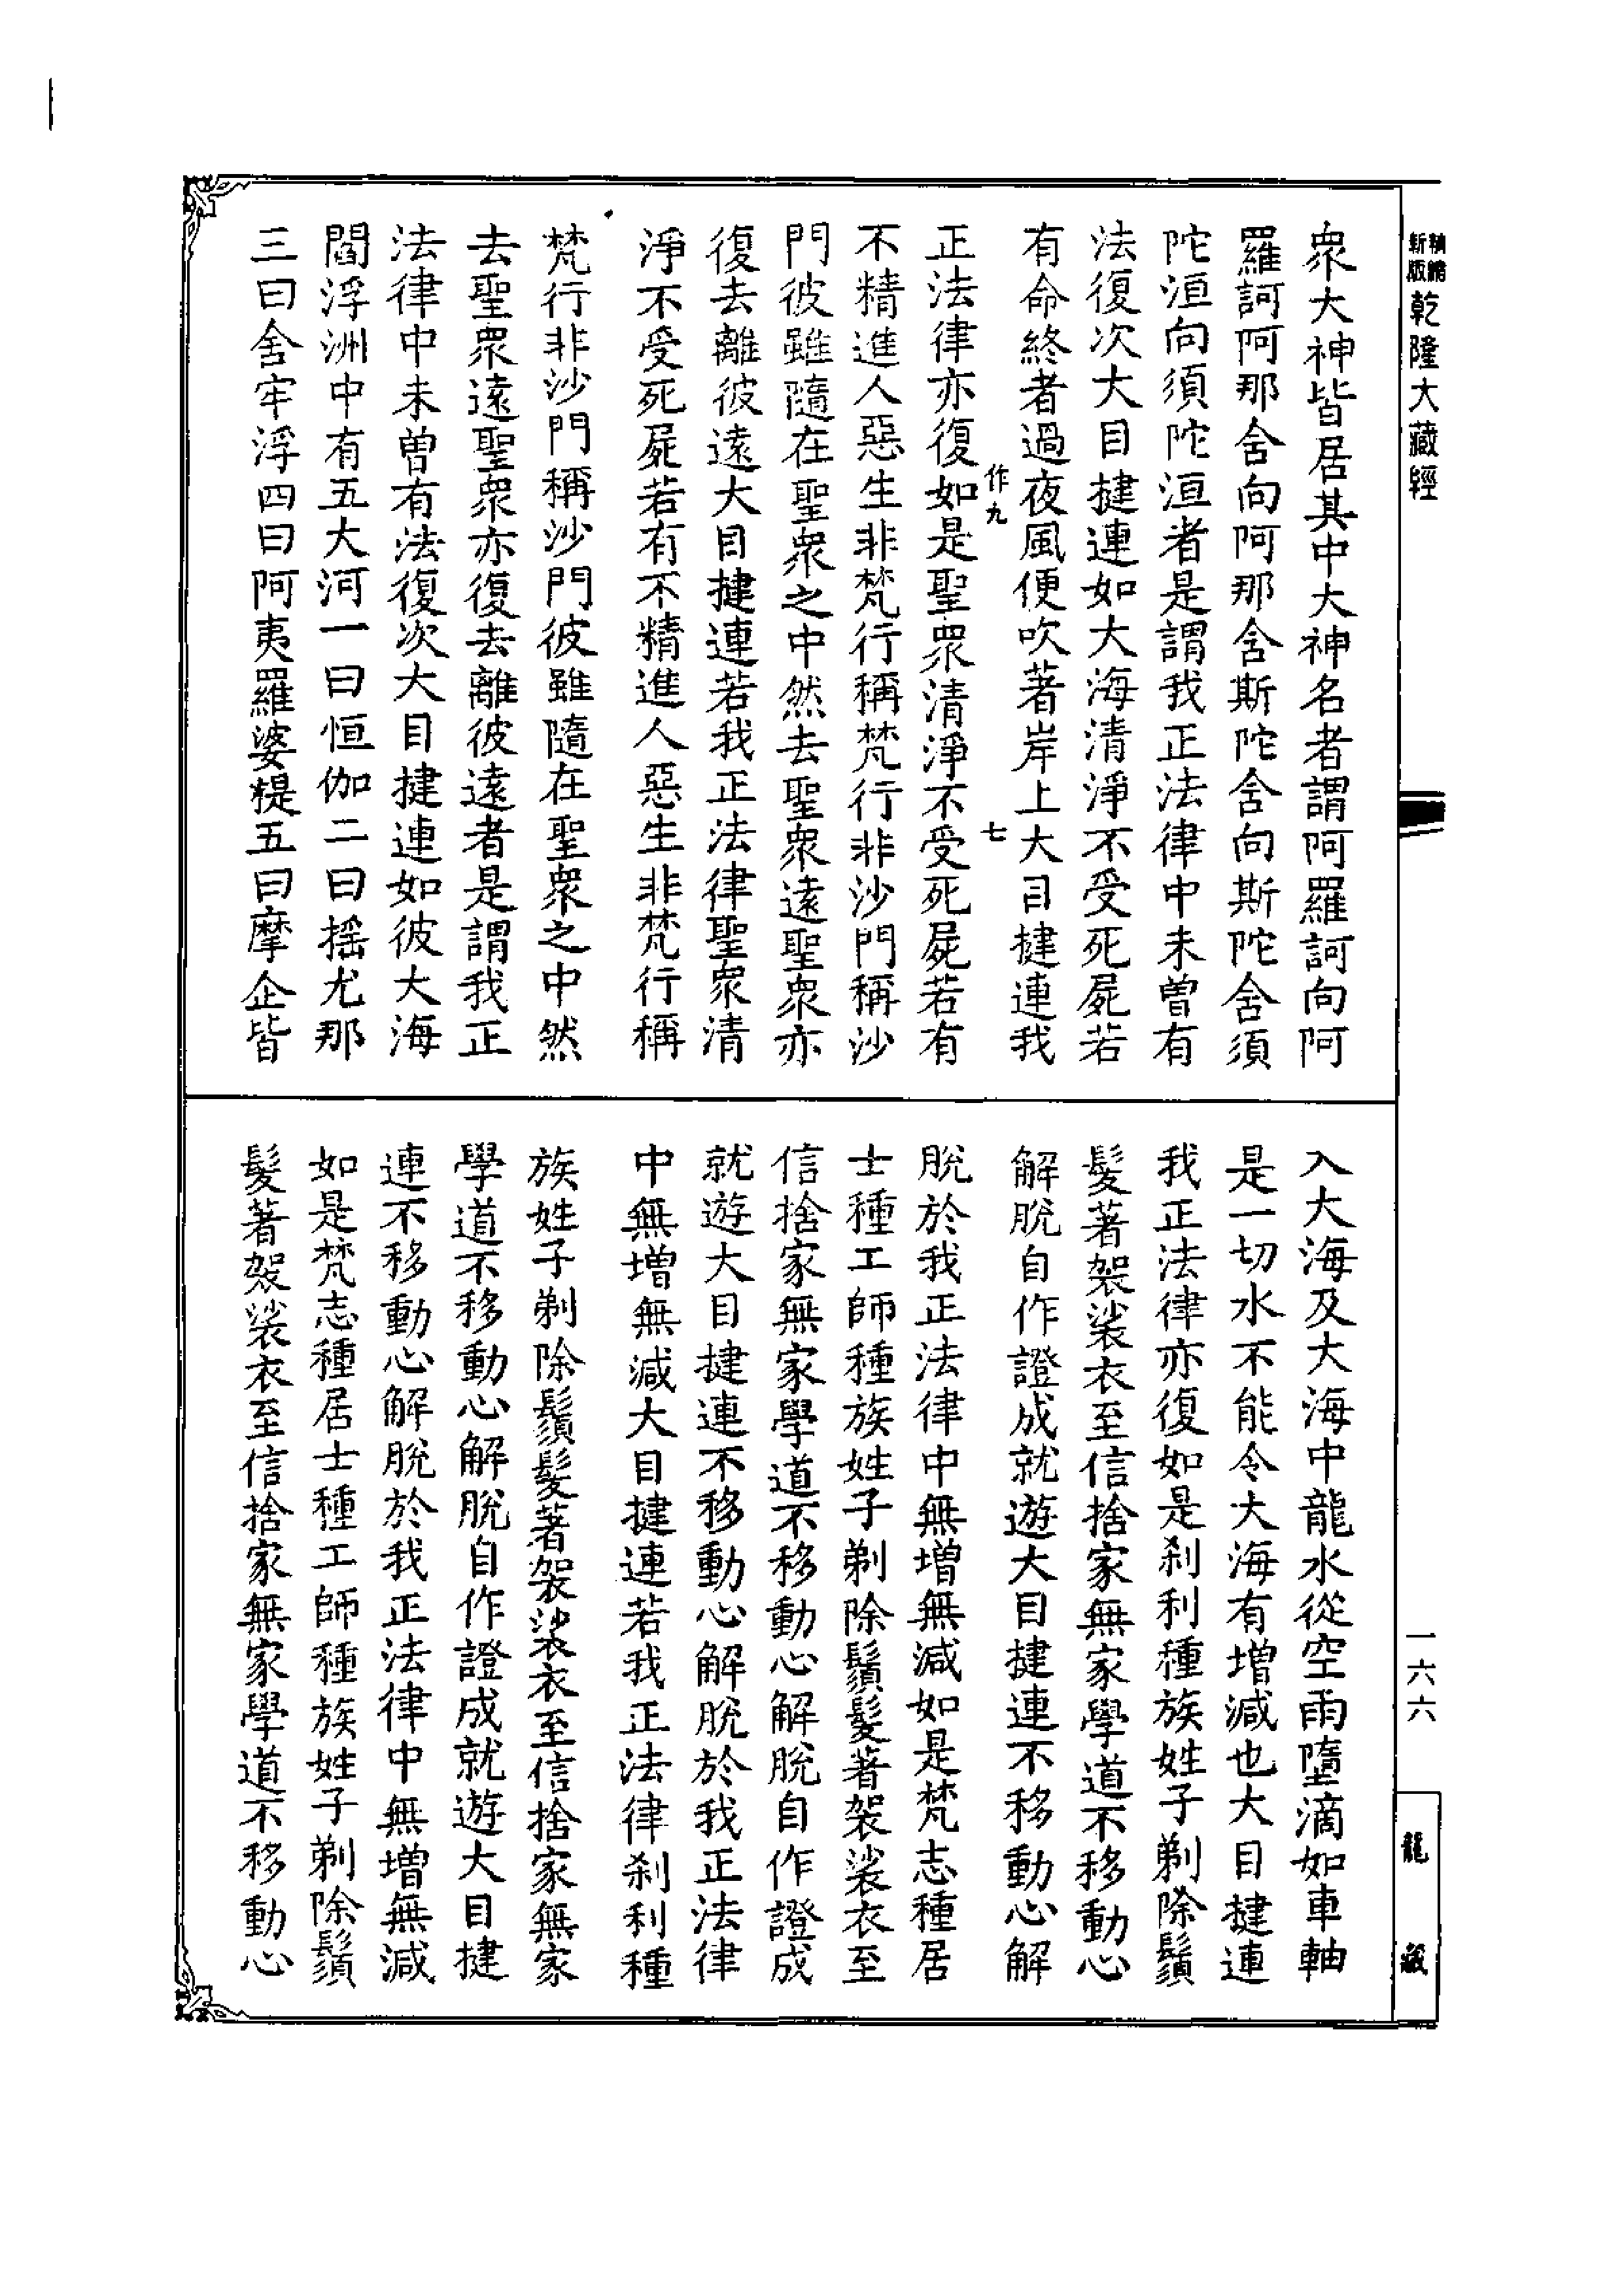 新版
精縮
乾隆大藏經
衆大神皆居其中大神名者謂阿羅訶向阿
羅訶阿那舍向阿那舍斯陀舍向斯陀舍須
陀洹向須陀洹者是謂我正法律中未曾有
法復次大目揵連如大海清淨不受死屍若
有命終者過夜風便吹著岸上大目揵連我
作九
七
正法律亦復如是聖衆清淨不受死屍若有
不精進人惡生非梵行稱梵行非沙門稱沙
門彼雖隨在聖衆之中然去聖衆遠聖衆亦
復去離彼遠大目揵連若我正法律聖衆清
淨不受死屍若有不精進人惡生非梵行稱
梵行非沙門稱沙門彼雖隨在聖衆之中然
去聖衆遠聖衆亦復去離彼遠者是謂我正
法律中未曾有法復次大目揵連如彼大海
閻浮洲中有五大河一曰恒伽二曰搖尤那
三曰舍牢浮四曰阿夷羅婆提五曰摩企皆
入大海及大海中龍水從空雨墮滴如車軸
是一切水不能令大海有增減也大目揵連
我正法律亦復如是刹利種族姓子剃除鬚
髮著袈裟衣至信捨家無家學道不移動心
解脫自作證成就遊大目揵連不移動心解
脫於我正法律中無增無減如是梵志種居
士種工師種族姓子剃除鬚髮著袈裟衣至
信捨家無家學道不移動心解脫自作證成
就遊大目揵連不移動心解脫於我正法律
中無增無減大目揵連若我正法律刹利種
族姓子剃除鬚髮著袈裟衣至信捨家無家
學道不移動心解脫自作證成就遊大目揵
連不移動心解脫於我正法律中無增無減
如是梵志種居士種工師種族姓子剃除鬚
髮著袈裟衣至信捨家無家學道不移動心
一六六
龍藏